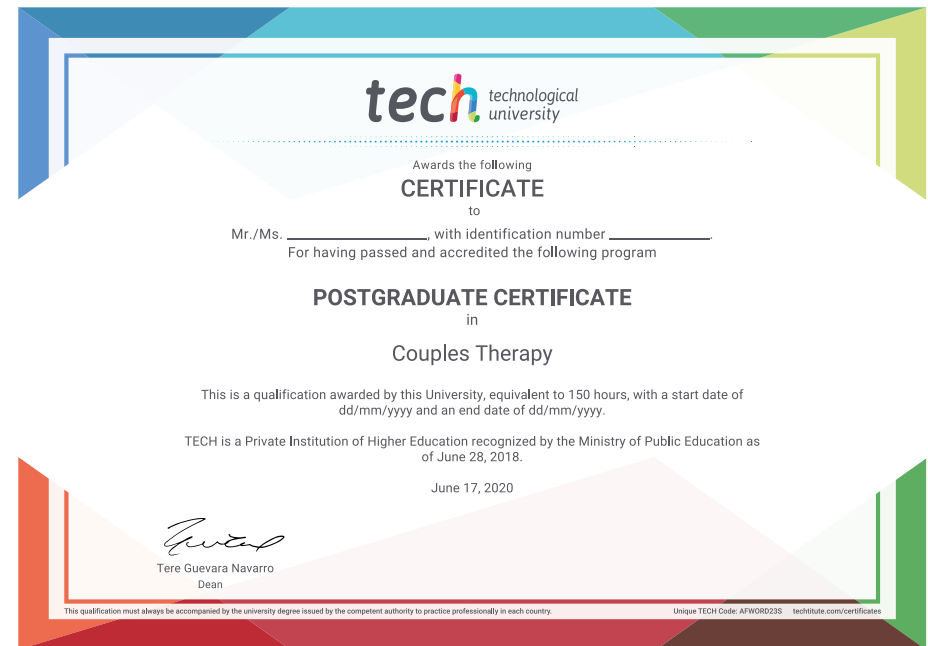 tech technological
university
Awards the following
CERTIFICATE
to
Mr./Ms. ____________________, with identification number ______________.
For having passed and accredited the following program
POSTGRADUATE CERTIFICATE
in
Couples Therapy
This is a qualification awarded by this University, equivalent to 150 hours, with a start date of
dd/mm/yyyy and an end date of dd/mm/yyyy.
TECH is a Private Institution of Higher Education recognized by the Ministry of Public Education as
of June 28, 2018.
June 17, 2020
Tere Guevara Navarro
Dean
This qualification must always be accompanied by the university degree issued by the competent authority to practice professionally in each country. Unique TECH Code: AFWORD23S techtitute.com/certificates